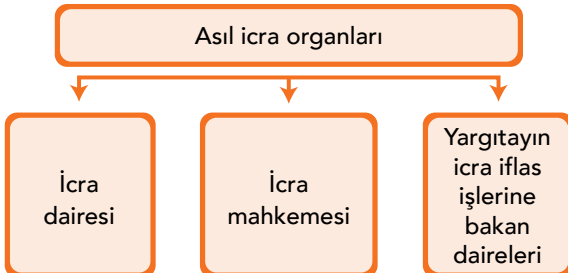 Asıl icra organları
İcra
dairesi
İcra
mahkemesi
Yargıtayın
icra iflas
işlerine
bakan
daireleri